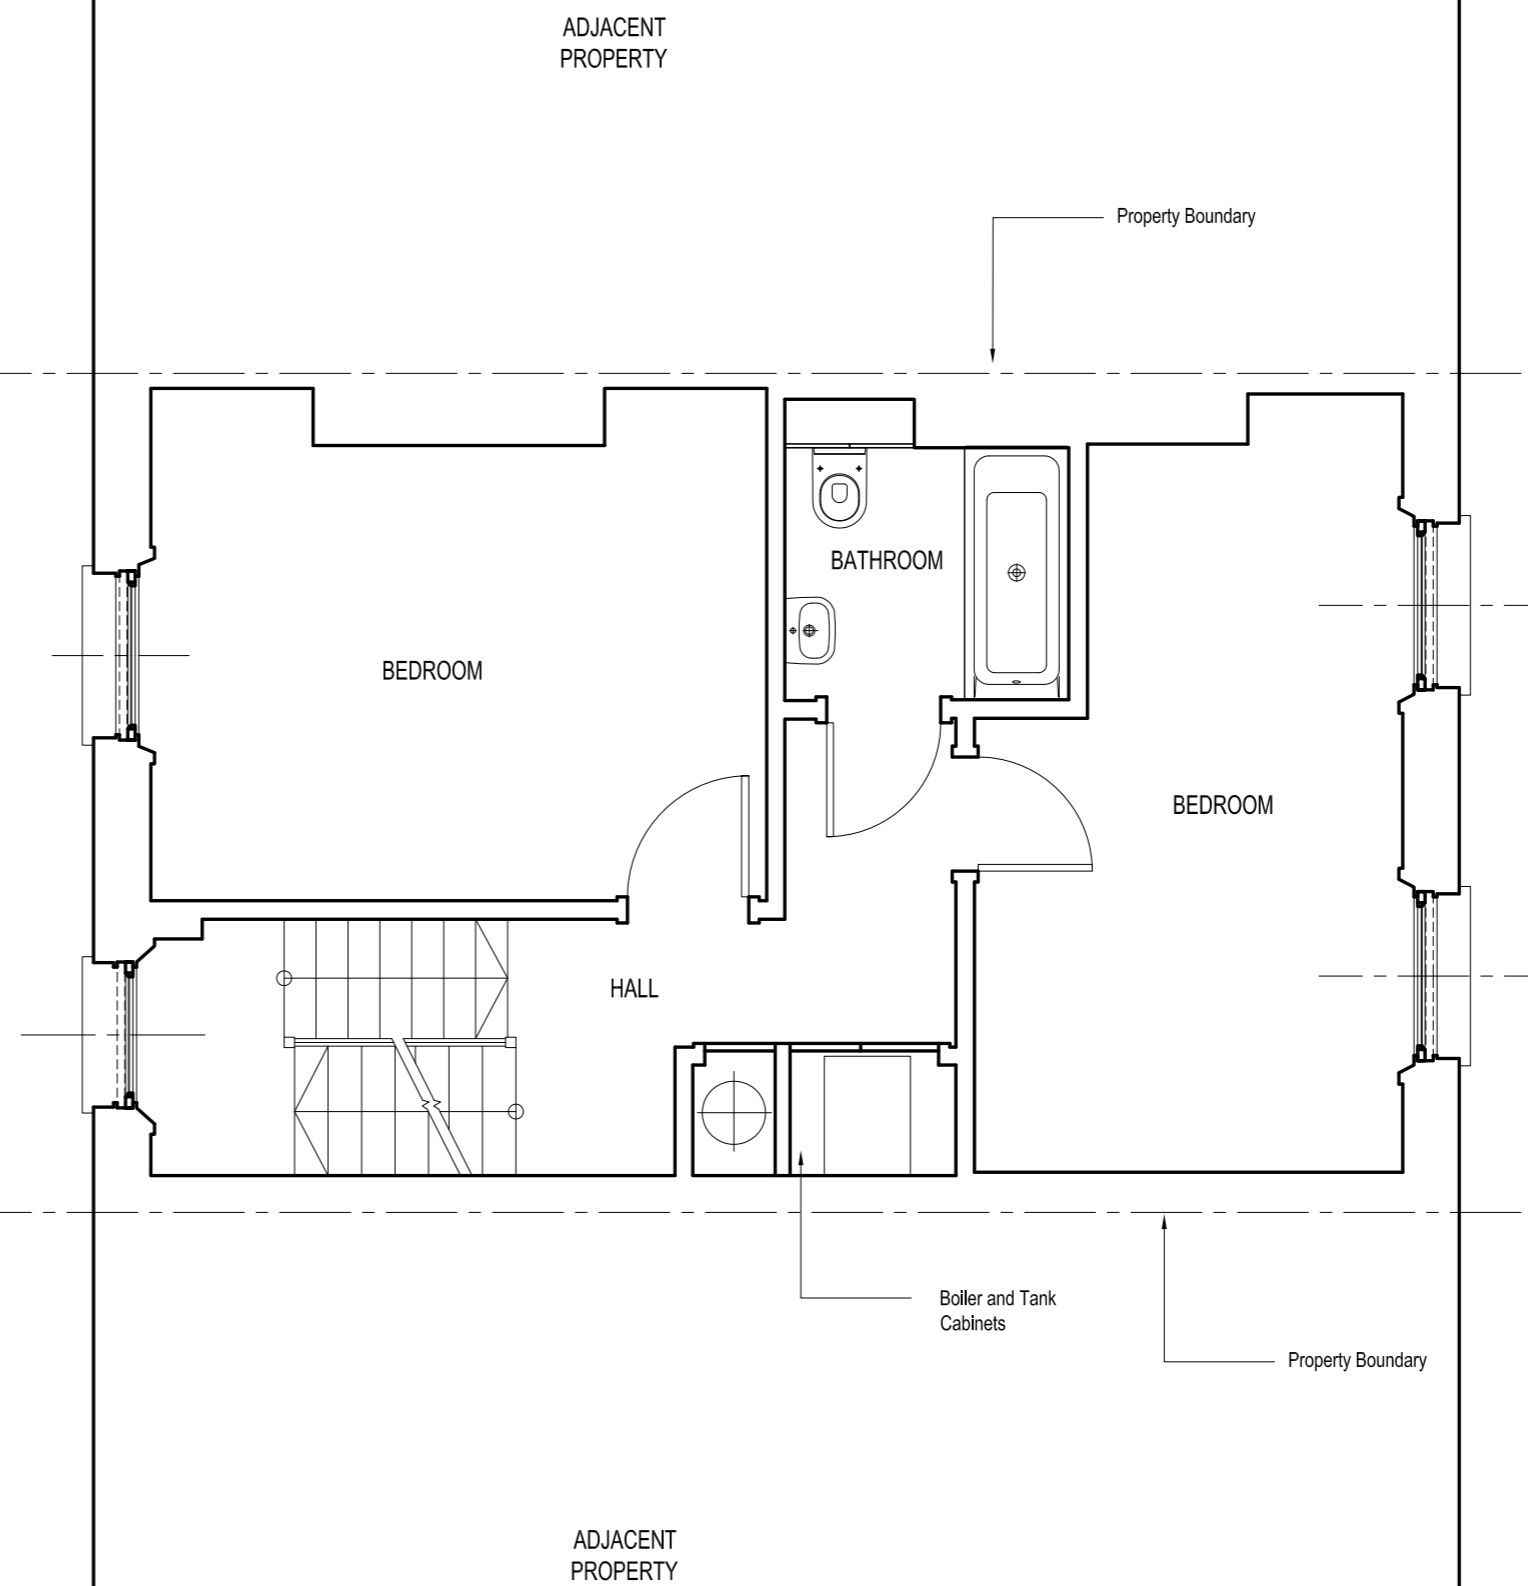 ADJACENT
PROPERTY
Property Boundary
BATHROOM
BEDROOM
BEDROOM
HALL
Boiler and Tank
Cabinets
Property Boundary
ADJACENT
PROPERTY